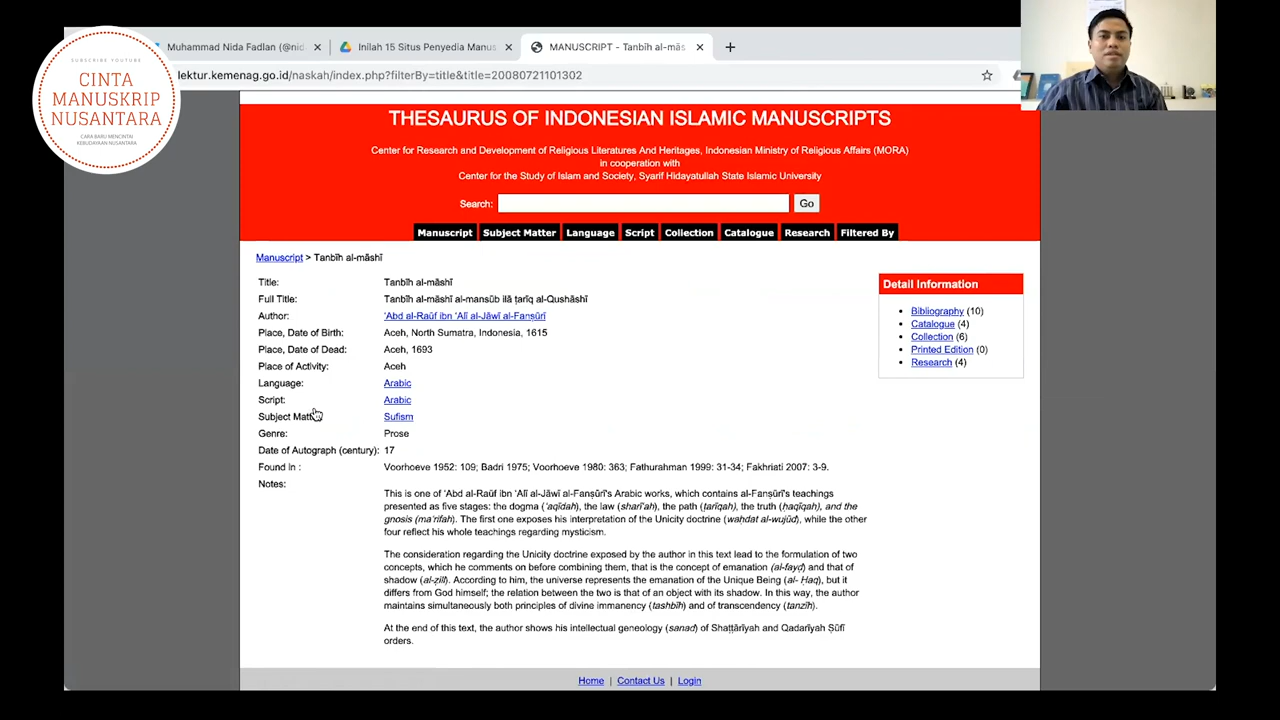 SUBSCRIBE YOUTUBE
CINTA
MANUSKRIP
NUSANTARA
CARA BARU MENCINTAI
KEBUDAYAAN NUSANTARA
Muhammad Nida Fadlan (@nid
Inilah 15 Situs Penyedia Manus
MANUSCRIPT - Tanbīh al-mās
lektur.kemenag.go.id/naskah/index.php?filterBy=title&title=20080721101302
THESAURUS OF INDONESIAN ISLAMIC MANUSCRIPTS
Center for Research and Development of Religious Literatures And Heritages, Indonesian Ministry of Religious Affairs (MORA)
in cooperation with
Center for the Study of Islam and Society, Syarif Hidayatullah State Islamic University
Search: Go
Manuscript Subject Matter Language Script Collection Catalogue Research Filtered By
Manuscript > Tanbīh al-māshī
Title: Tanbīh al-māshī
Full Title: Tanbīh al-māshī al-mansūb ilā ṭarīq al-Qushāshī
Author: 'Abd al-Raūf ibn 'Alī al-Jāwī al-Fanṣūrī
Place, Date of Birth: Aceh, North Sumatra, Indonesia, 1615
Place, Date of Dead: Aceh, 1693
Place of Activity: Aceh
Language: Arabic
Script: Arabic
Subject Matt Sufism
Genre: Prose
Date of Autograph (century): 17
Found in : Voorhoeve 1952: 109; Badri 1975; Voorhoeve 1980: 363; Fathurahman 1999: 31-34; Fakhriati 2007: 3-9.
Notes:
This is one of 'Abd al-Raūf ibn 'Alī al-Jāwī al-Fanṣūrī's Arabic works, which contains al-Fanṣūrī's teachings
presented as five stages: the dogma ('aqīdah), the law (sharī'ah), the path (ṭarīqah), the truth (ḥaqīqah), and the
gnosis (ma'rifah). The first one exposes his interpretation of the Unicity doctrine (waḥdat al-wujūd), while the other
four reflect his whole teachings regarding mysticism.
The consideration regarding the Unicity doctrine exposed by the author in this text lead to the formulation of two
concepts, which he comments on before combining them, that is the concept of emanation (al-fayḍ) and that of
shadow (al-ẓill). According to him, the universe represents the emanation of the Unique Being (al- Ḥaq), but it
differs from God himself; the relation between the two is that of an object with its shadow. In this way, the author
maintains simultaneously both principles of divine immanency (tashbīh) and of transcendency (tanzīh).
At the end of this text, the author shows his intellectual geneology (sanad) of Shaṭṭārīyah and Qadarīyah Ṣūfī
orders.
Detail Information
Bibliography (10)
Catalogue (4)
Collection (6)
Printed Edition (0)
Research (4)
Home | Contact Us | Login